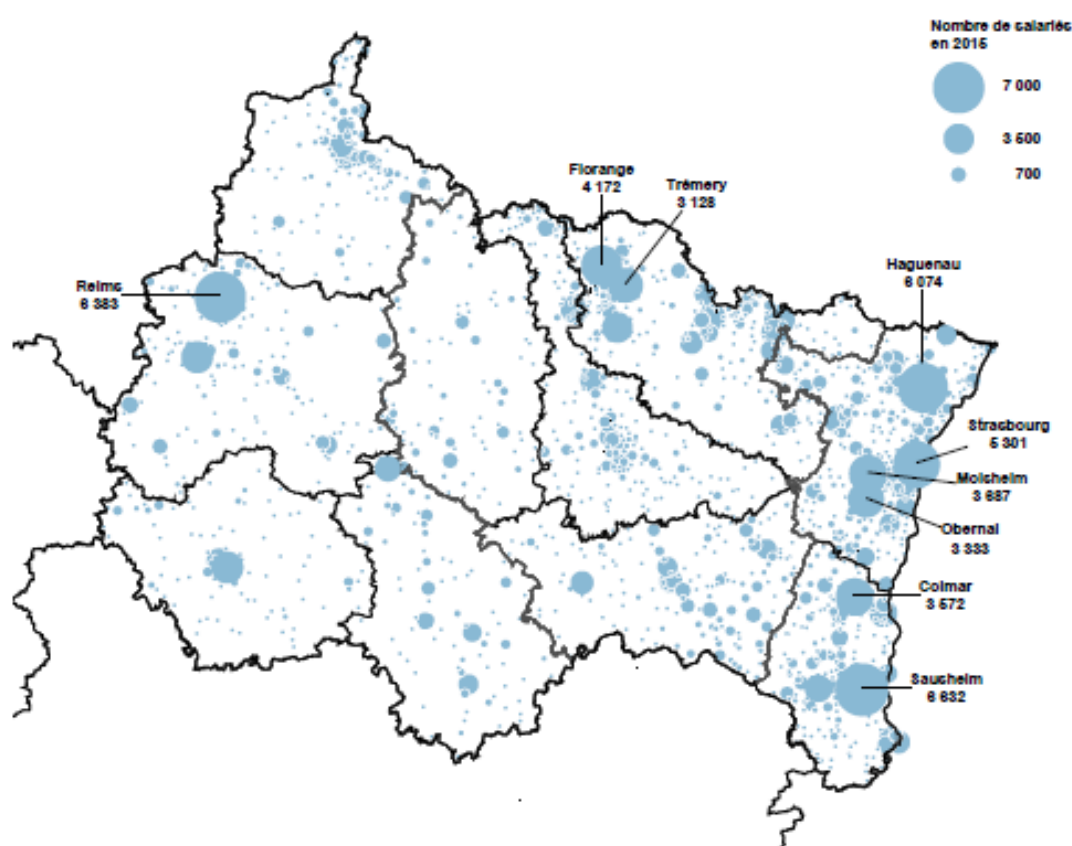 Nombre de salariés
en 2015
7 000
3 500
700
Florange
4 172
Trémery
3 128
Haguenau
6 074
Reims
6 383
Strasbourg
5 301
Molsheim
3 687
Obernai
3 333
Colmar
3 572
Sausheim
6 632